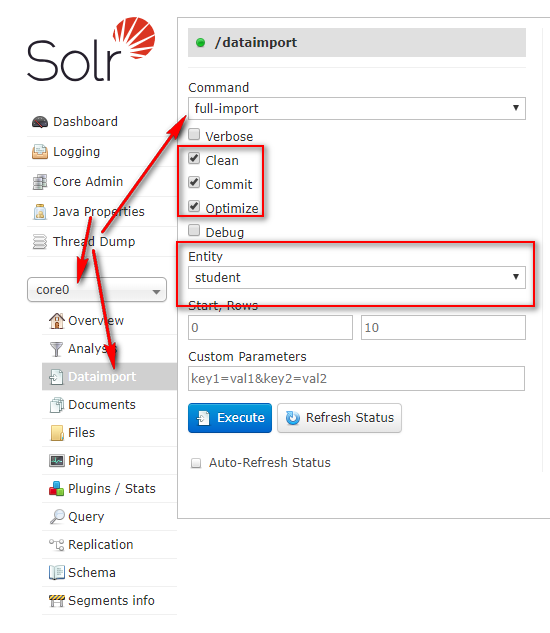 Solr
Dashboard
Logging
Core Admin
Java Properties
Thread Dump
core0
Overview
Analysis
Dataimport
Documents
Files
Ping
Plugins / Stats
Query
Replication
Schema
Segments info
/dataimport
Command
full-import
Verbose
Clean
Commit
Optimize
Debug
Entity
student
Start, Rows
0 10
Custom Parameters
key1=val1&key2=val2
Execute Refresh Status
Auto-Refresh Status